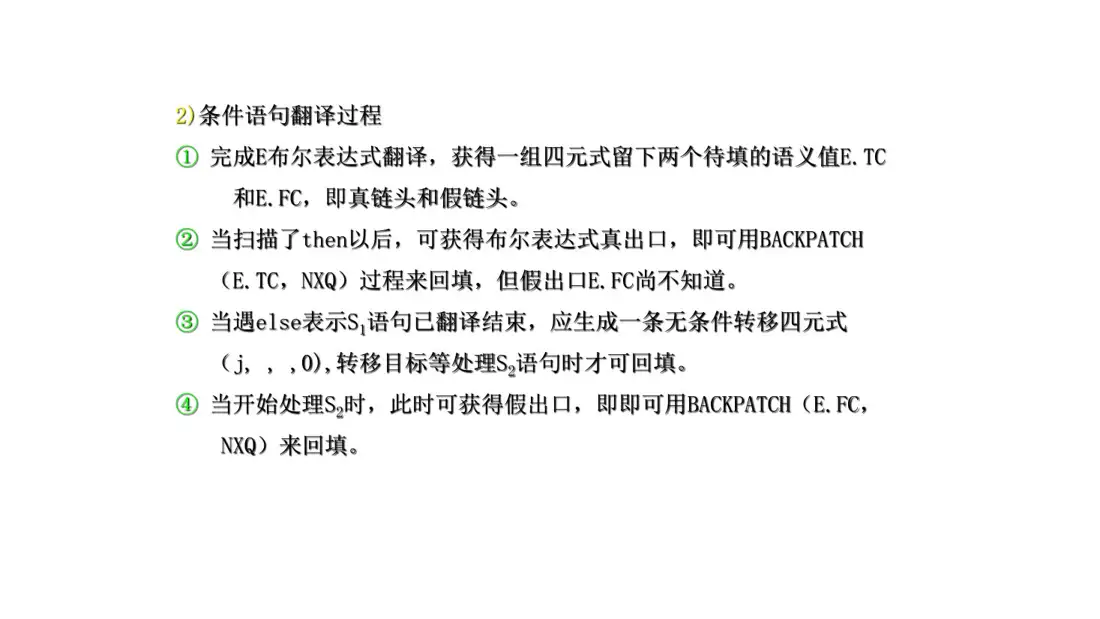 2)条件语句翻译过程
① 完成E布尔表达式翻译，获得一组四元式留下两个待填的语义值E.TC
和E.FC，即真链头和假链头。
② 当扫描了then以后，可获得布尔表达式真出口，即可用BACKPATCH
（E.TC，NXQ）过程来回填，但假出口E.FC尚不知道。
③ 当遇else表示S₁语句已翻译结束，应生成一条无条件转移四元式
（j, , ,0),转移目标等处理S₂语句时才可回填。
④ 当开始处理S₂时，此时可获得假出口，即即可用BACKPATCH（E.FC，
NXQ）来回填。